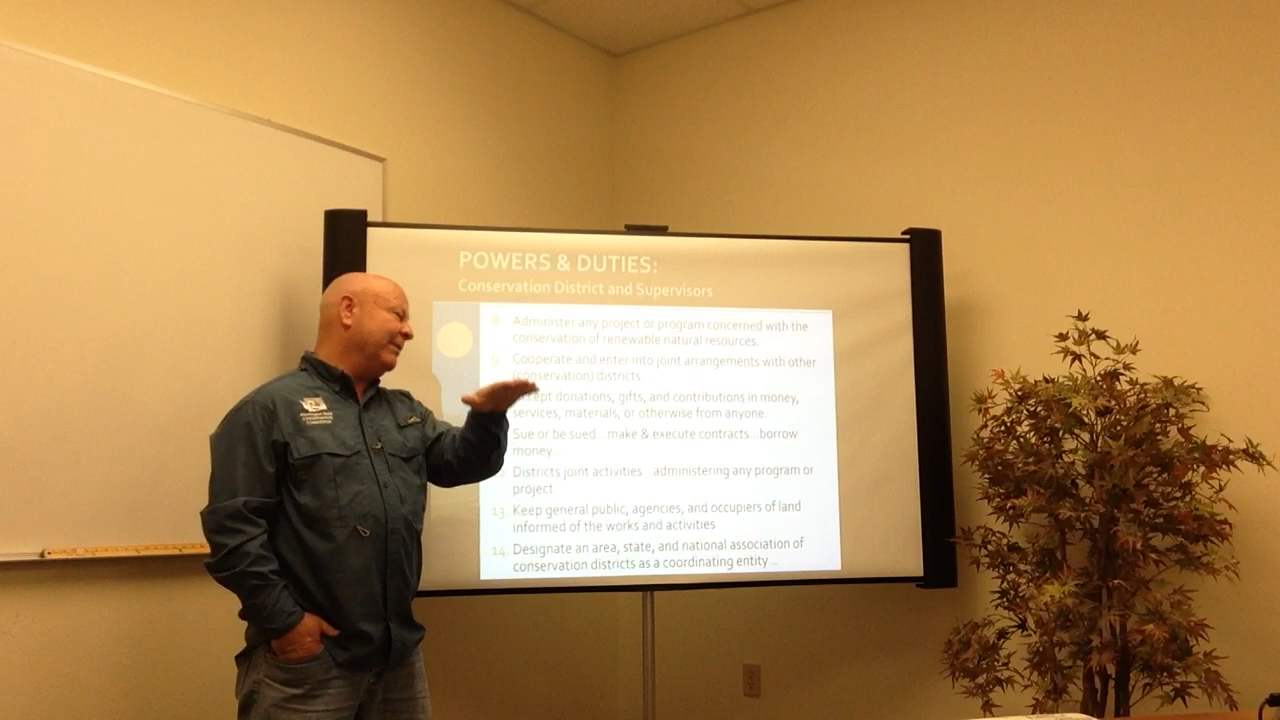 POWERS & DUTIES:
Conservation District and Supervisors
8. Administer any project or program concerned with the
conservation of renewable natural resources.
9. Cooperate and enter into joint arrangements with other
(conservation) districts.
donations, gifts, and contributions in money,
services, materials, or otherwise from anyone.
Sue or be sued...make & execute contracts...borrow
money...
Districts joint activities...administering any program or
project
13. Keep general public, agencies, and occupiers of land
informed of the works and activities
14. Designate an area, state, and national association of
conservation districts as a coordinating entity ...